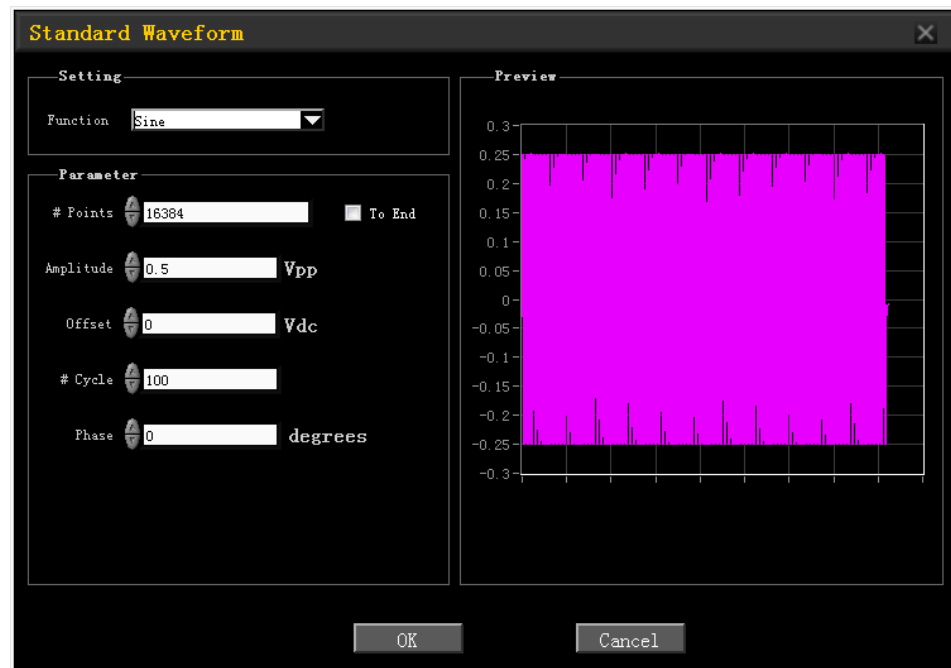 Standard Waveform
Setting
Function Sine
Parameter
# Points 16384 To End
Amplitude 0.5 Vpp
Offset 0 Vdc
# Cycle 100
Phase 0 degrees
Preview
0.3
0.25
0.2
0.15
0.1
0.05
0
-0.05
-0.1
-0.15
-0.2
-0.25
-0.3
OK Cancel